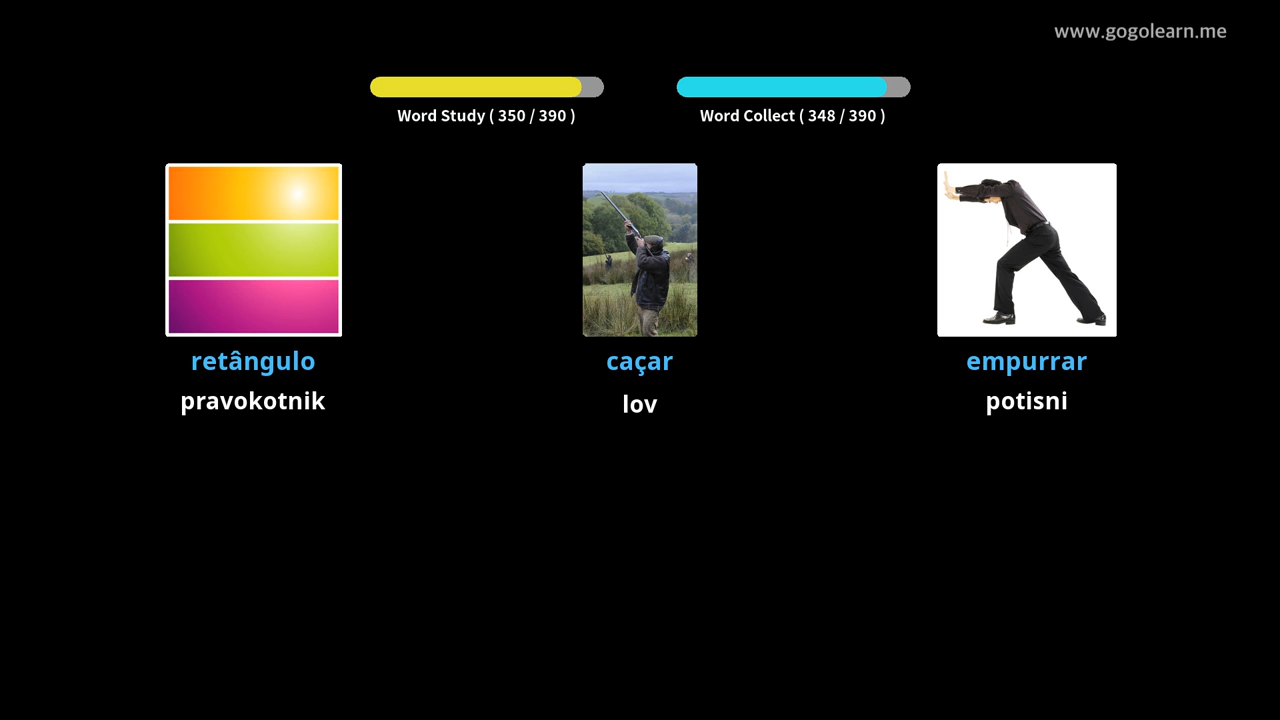 www.gogolearn.me
Word Study ( 350 / 390 )
Word Collect ( 348 / 390 )
retângulo
pravokotnik
caçar
lov
empurrar
potisni